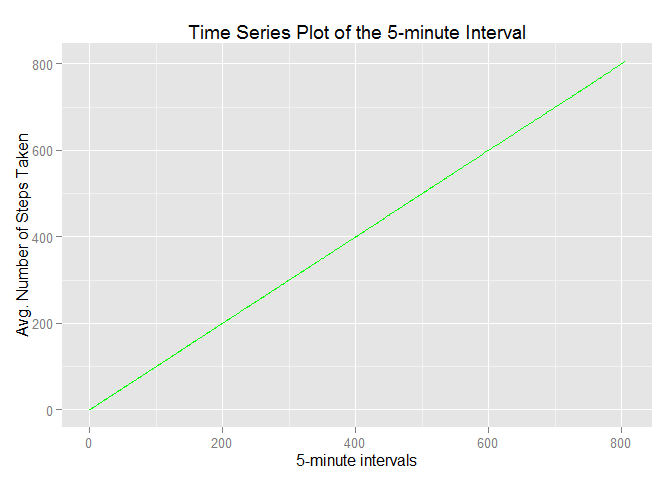 Time Series Plot of the 5-minute Interval
Avg. Number of Steps Taken
800
600
400
200
0
0 200 400 600 800
5-minute intervals